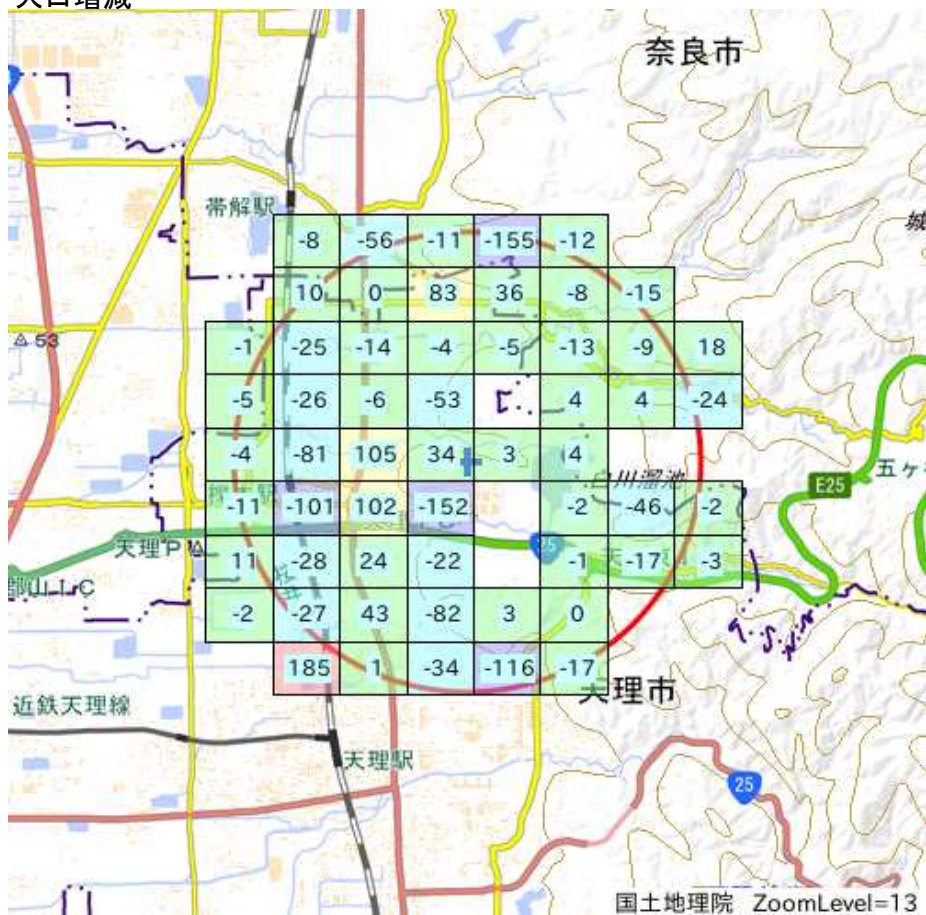 人口増減
奈良市
帯解駅
城
-8 -56 -11 -155 -12
10 0 83 36 -8 -15
53
-1 -25 -14 -4 -5 -13 -9 18
-5 -26 -6 -53 4 4 -24
-4 -81 105 34 3 4
白川溜池
五ヶ
E25
-11 -101 102 -152 -2 -46 -2
天理PA
25
11 -28 24 -22 -1 -17 -3
郡山I.C
-2 -27 43 -82 3 0
185 1 -34 -116 -17
天理市
近鉄天理線
天理駅
25
国土地理院 ZoomLevel=13